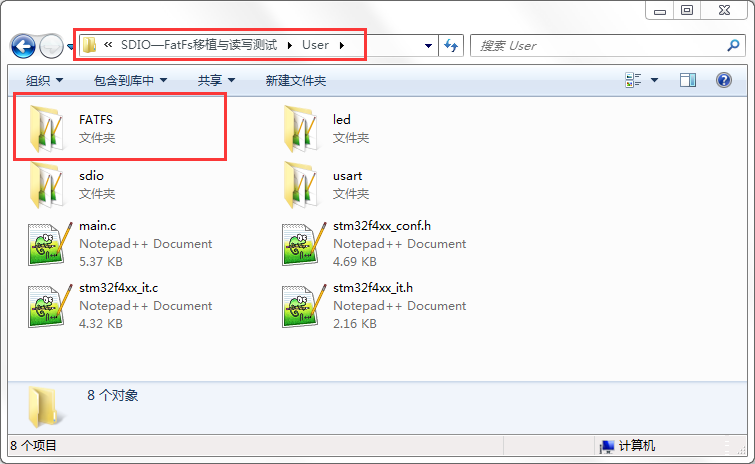 « SDIO—FatFs移植与读写测试 ▶ User ▶
搜索 User
组织 包含到库中 共享 新建文件夹
FATFS
文件夹
led
文件夹
sdio
文件夹
usart
文件夹
main.c
Notepad++ Document
5.37 KB
stm32f4xx_conf.h
Notepad++ Document
4.69 KB
stm32f4xx_it.c
Notepad++ Document
4.32 KB
stm32f4xx_it.h
Notepad++ Document
2.16 KB
8 个对象
8 个项目
计算机